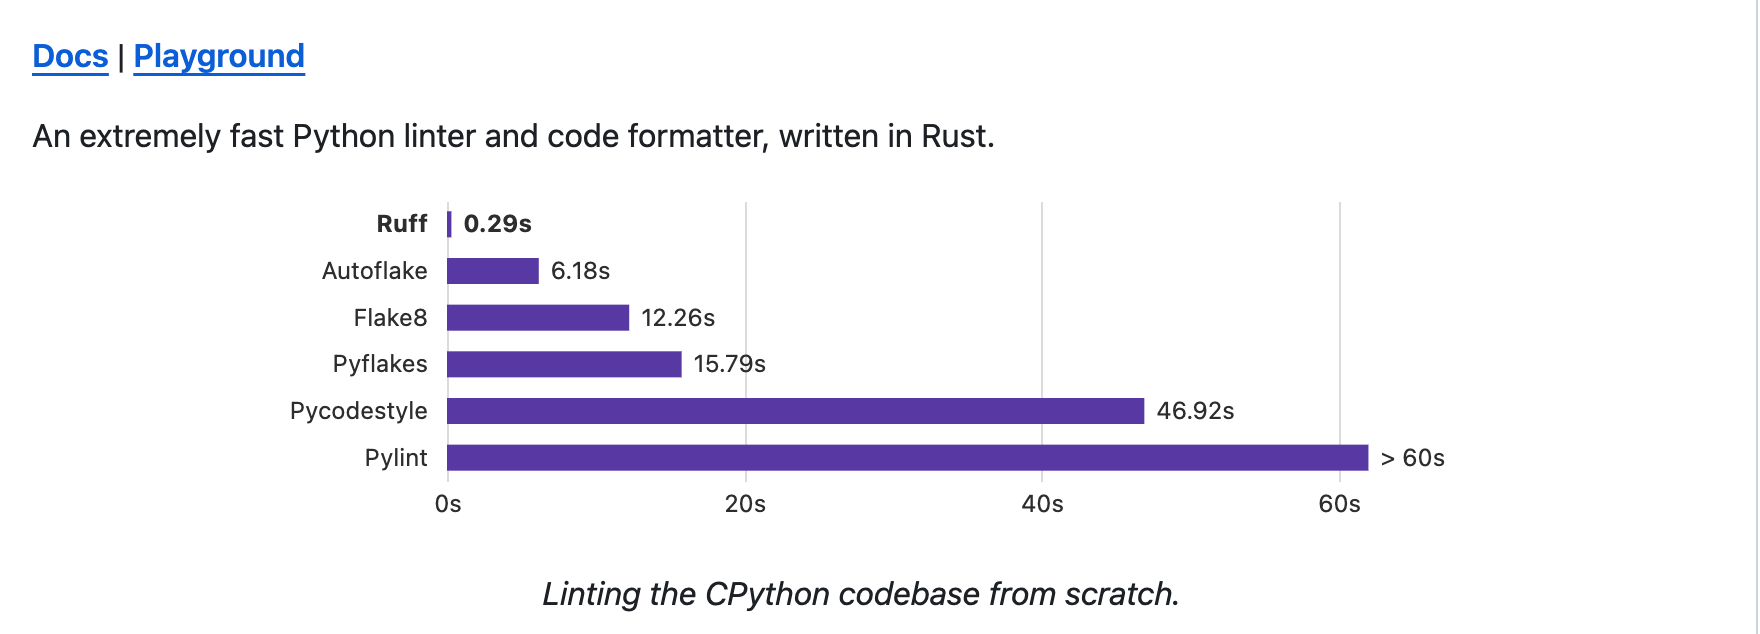 Docs | Playground
An extremely fast Python linter and code formatter, written in Rust.
Ruff 0.29s
Autoflake 6.18s
Flake8 12.26s
Pyflakes 15.79s
Pycodestyle 46.92s
Pylint > 60s
0s 20s 40s 60s
Linting the CPython codebase from scratch.